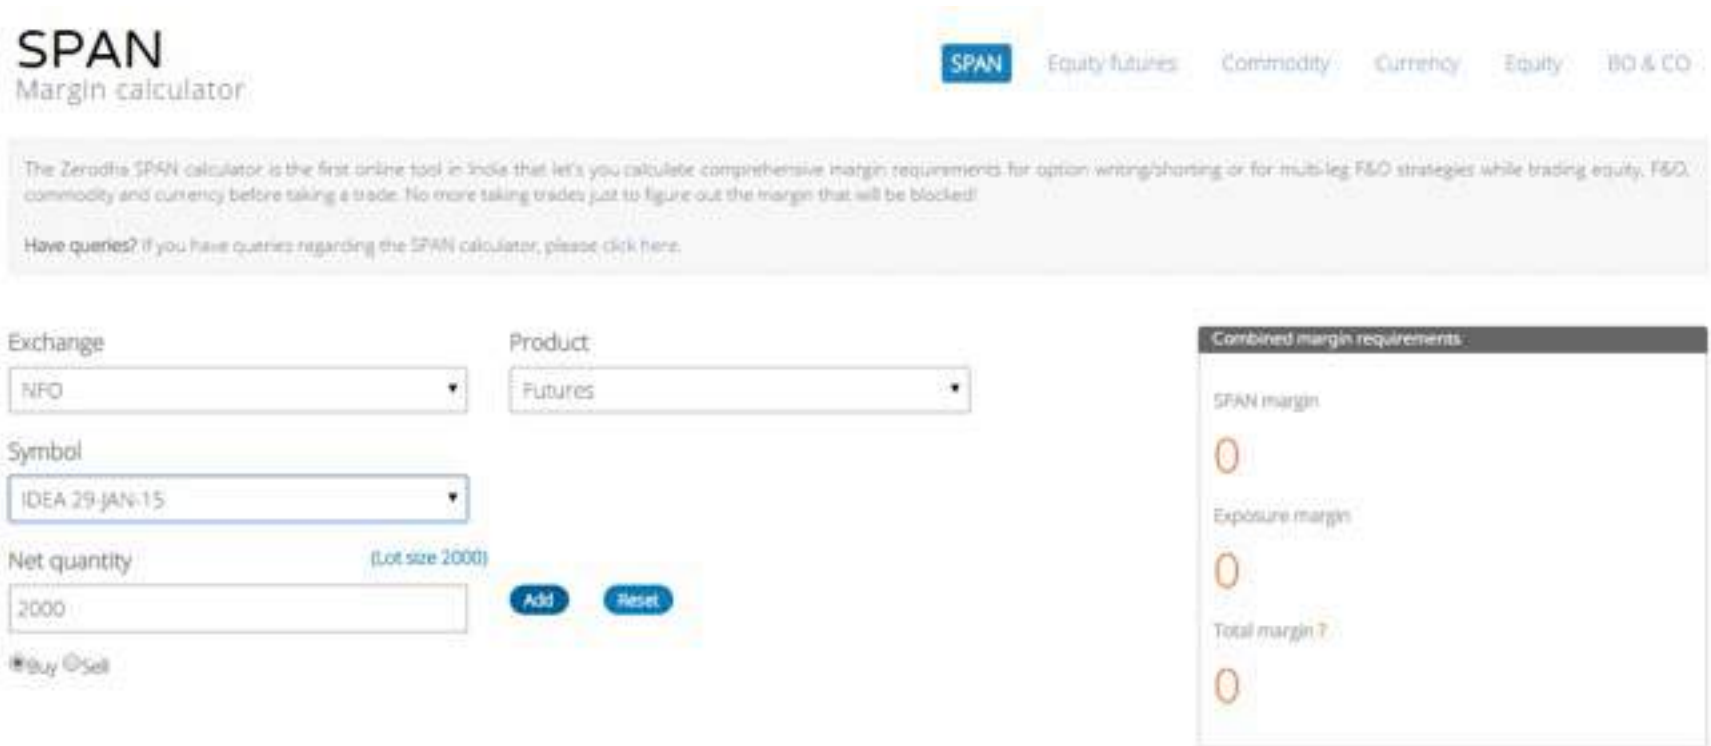 SPAN
Margin calculator
SPAN Equity futures Commodity Currency Equity BO & CO
The Zerodha SPAN calculator is the first online tool in India that let's you calculate comprehensive margin requirements for option writing/shorting or for multi-leg F&O strategies while trading equity, F&O,
commodity and currency before taking a trade. No more taking trades just to figure out the margin that will be blocked!
Have queries? If you have queries regarding the SPAN calculator, please click here.
Exchange Product
NFO Futures
Symbol
IDEA 29-JAN-15
Net quantity (Lot size 2000)
2000 Add Reset
Buy Sell
Combined margin requirements
SPAN margin
0
Exposure margin
0
Total margin ?
0